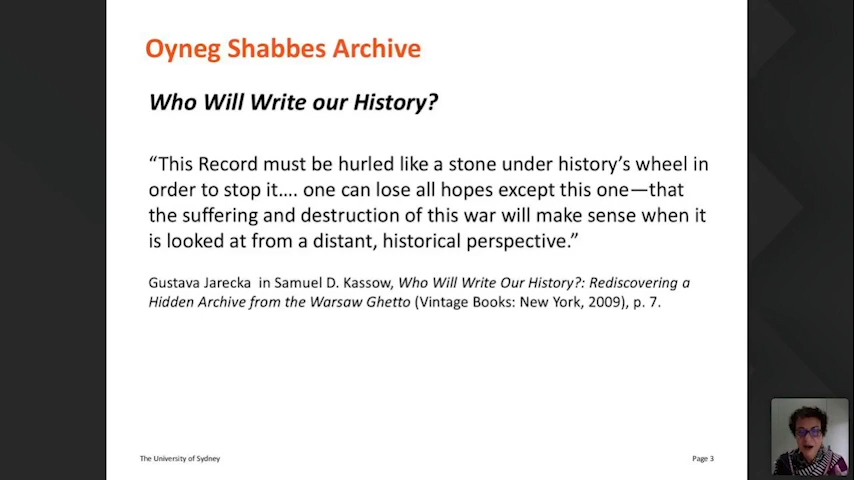 Oyneg Shabbes Archive
Who Will Write our History?
“This Record must be hurled like a stone under history’s wheel in
order to stop it…. one can lose all hopes except this one—that
the suffering and destruction of this war will make sense when it
is looked at from a distant, historical perspective.”
Gustava Jarecka in Samuel D. Kassow, Who Will Write Our History?: Rediscovering a
Hidden Archive from the Warsaw Ghetto (Vintage Books: New York, 2009), p. 7.
The University of Sydney
Page 3